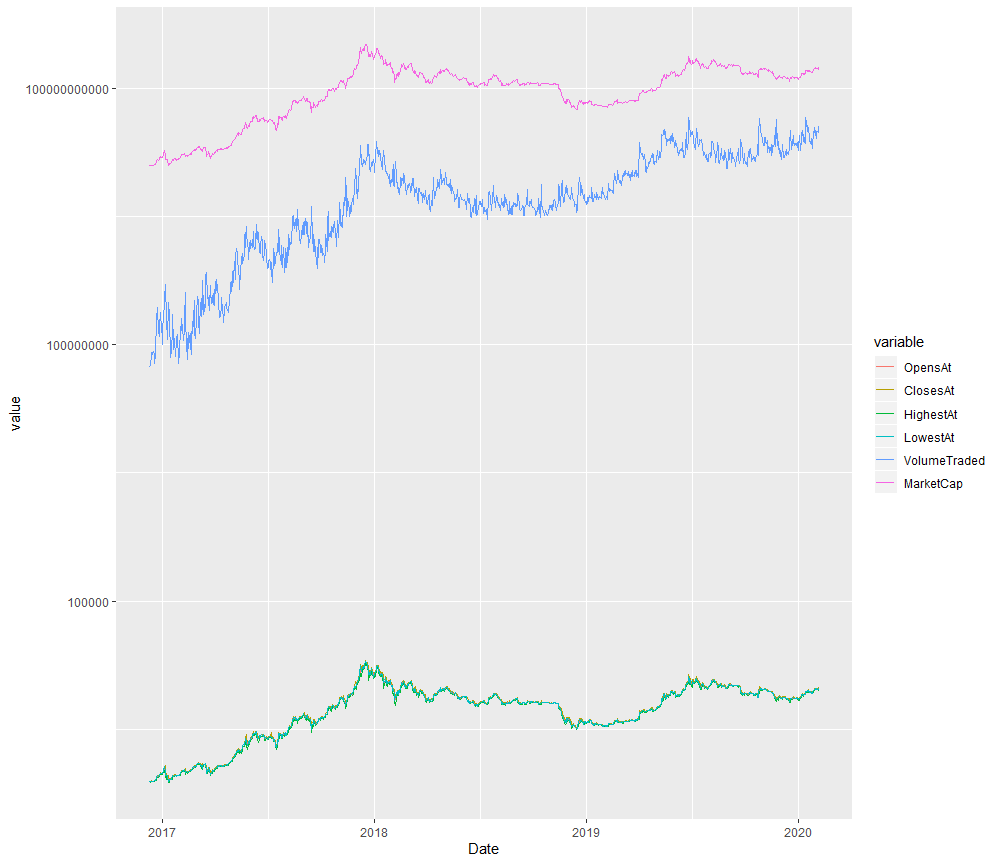 100000000000
100000000
100000
value
2017
2018
2019
2020
Date
variable
OpensAt
ClosesAt
HighestAt
LowestAt
VolumeTraded
MarketCap